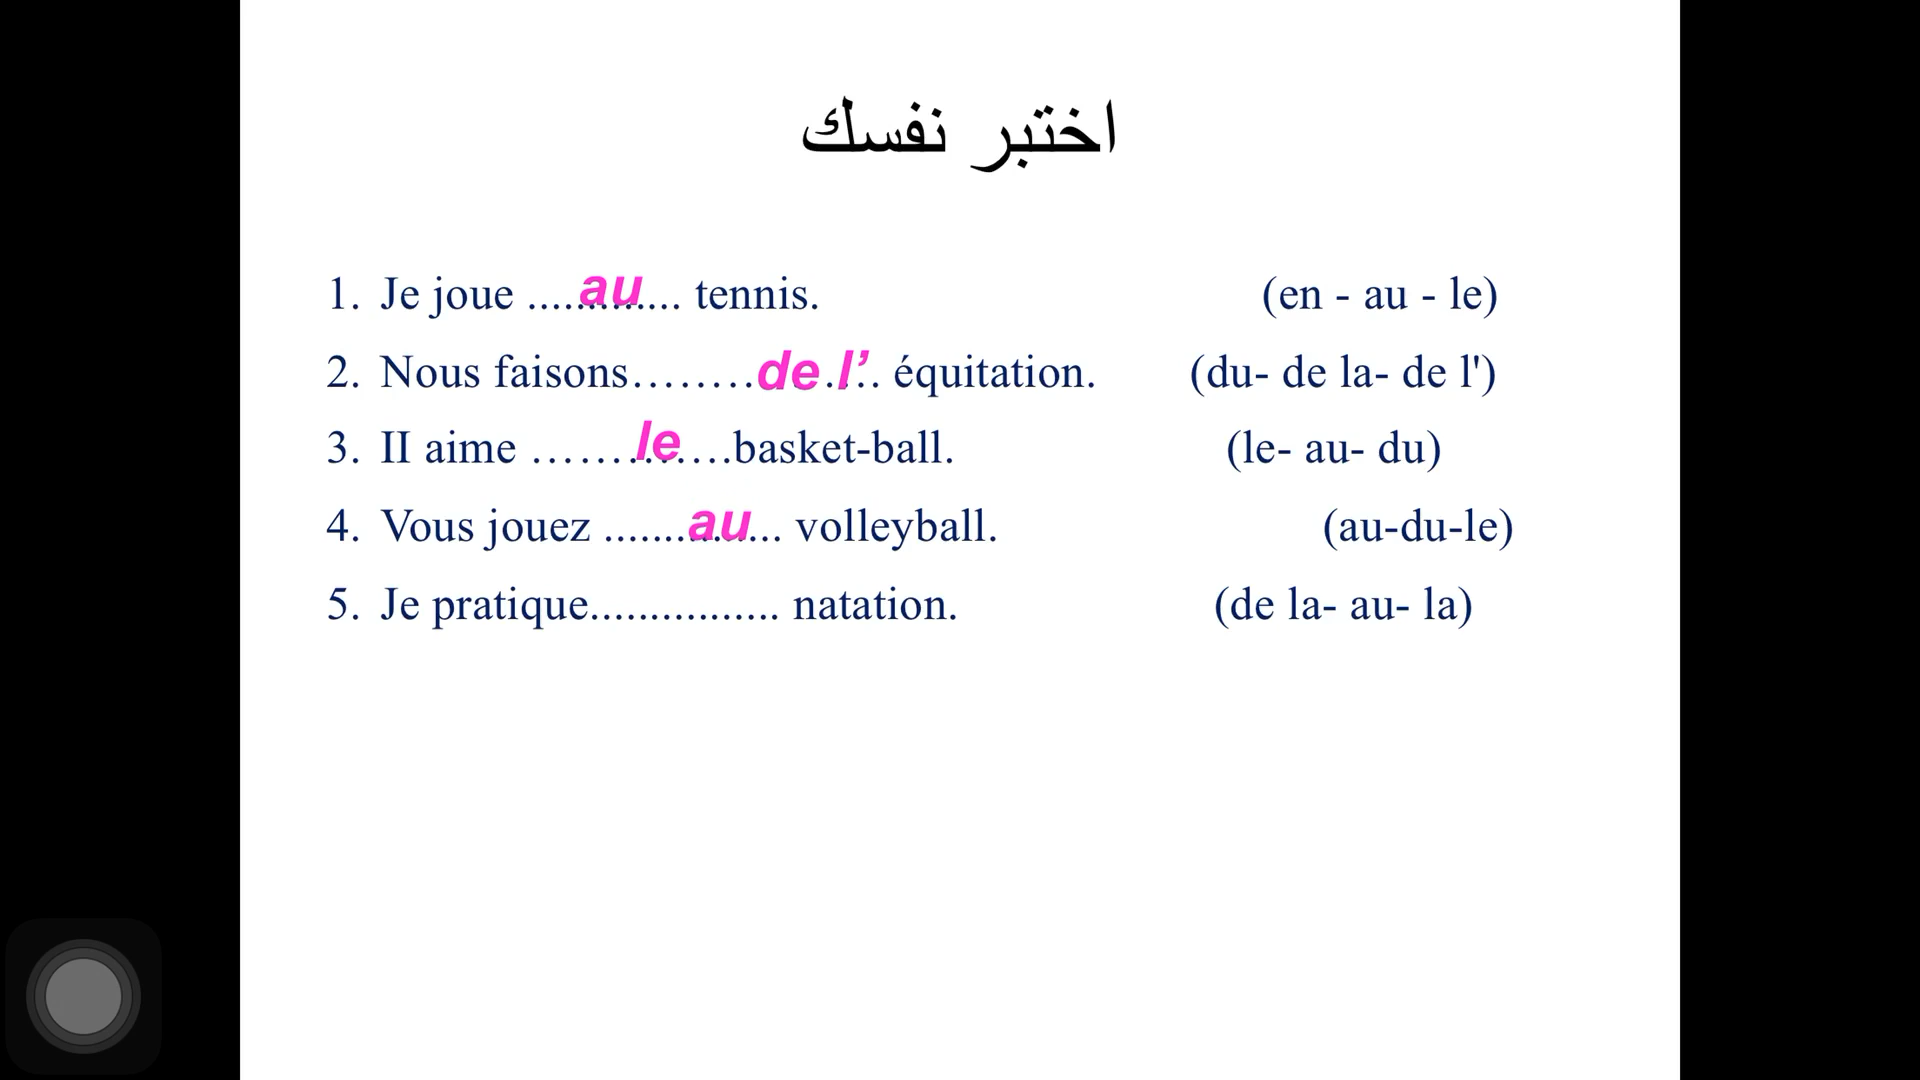 اختبر نفسك
1. Je joue ....au.... tennis. (en - au - le)
2. Nous faisons........de l’.. équitation. (du- de la- de l')
3. II aime .......le....basket-ball. (le- au- du)
4. Vous jouez .......au... volleyball. (au-du-le)
5. Je pratique................ natation. (de la- au- la)